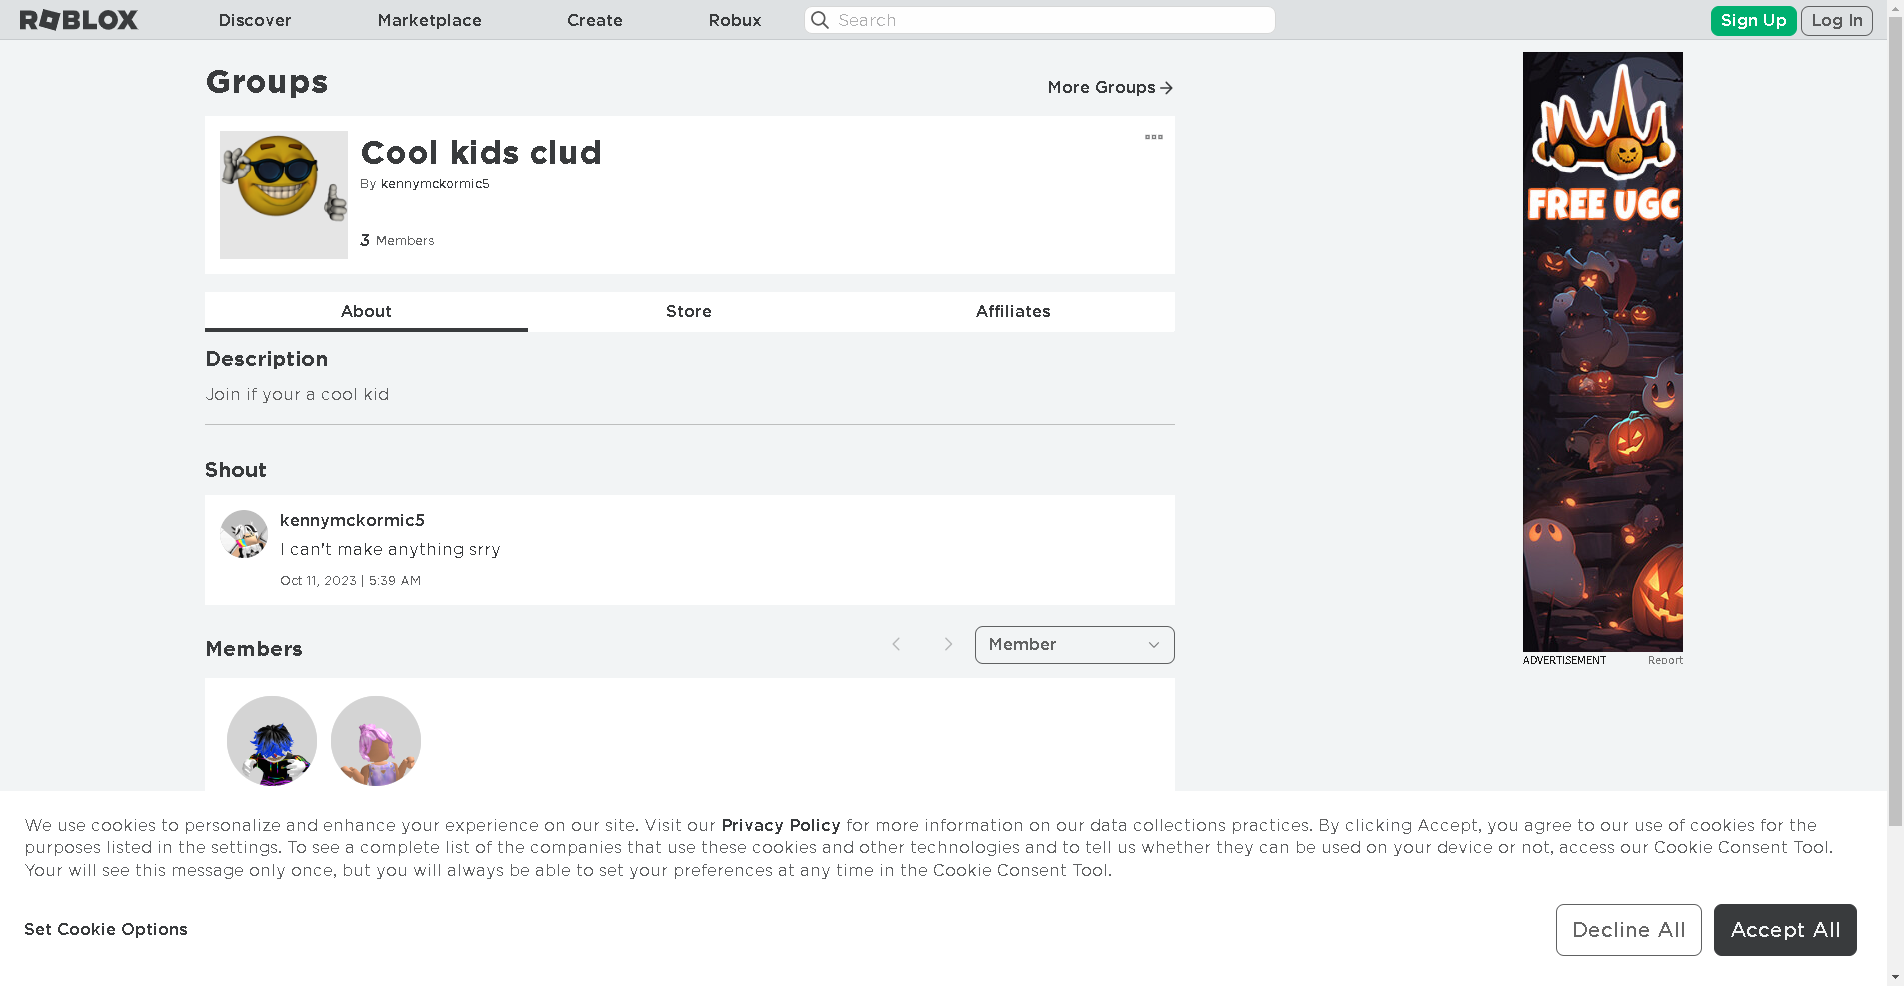 ROBLOX
Discover
Marketplace
Create
Robux
Search
Sign Up
Log In
Groups
More Groups
Cool kids clud
By kennymckormic5
3 Members
About
Store
Affiliates
Description
Join if your a cool kid
Shout
kennymckormic5
I can't make anything srry
Oct 11, 2023 | 5:39 AM
Members
Member
FREE UGC
ADVERTISEMENT
Report
We use cookies to personalize and enhance your experience on our site. Visit our Privacy Policy for more information on our data collections practices. By clicking Accept, you agree to our use of cookies for the
purposes listed in the settings. To see a complete list of the companies that use these cookies and other technologies and to tell us whether they can be used on your device or not, access our Cookie Consent Tool.
Your will see this message only once, but you will always be able to set your preferences at any time in the Cookie Consent Tool.
Set Cookie Options
Decline All
Accept All